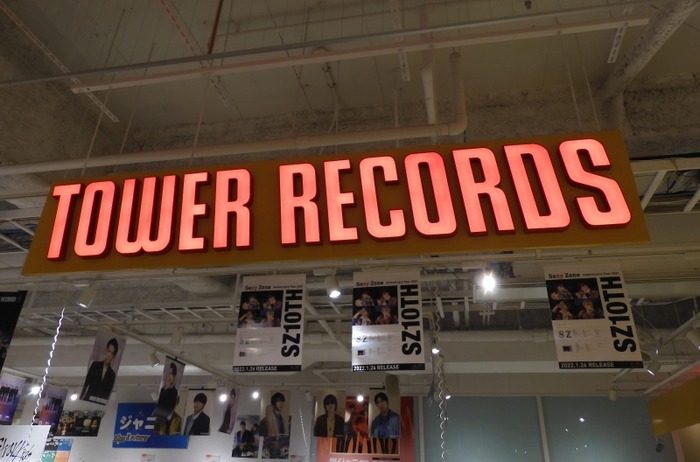 TOWER RECORDS
Sexy Zone
SZ10TH
2022.1.26 RELEASE
Sexy Zone
SZ10TH
2022.1.26 RELEASE
Sexy Zone
SZ10TH
2022.1.26 RELEASE
ジャニ